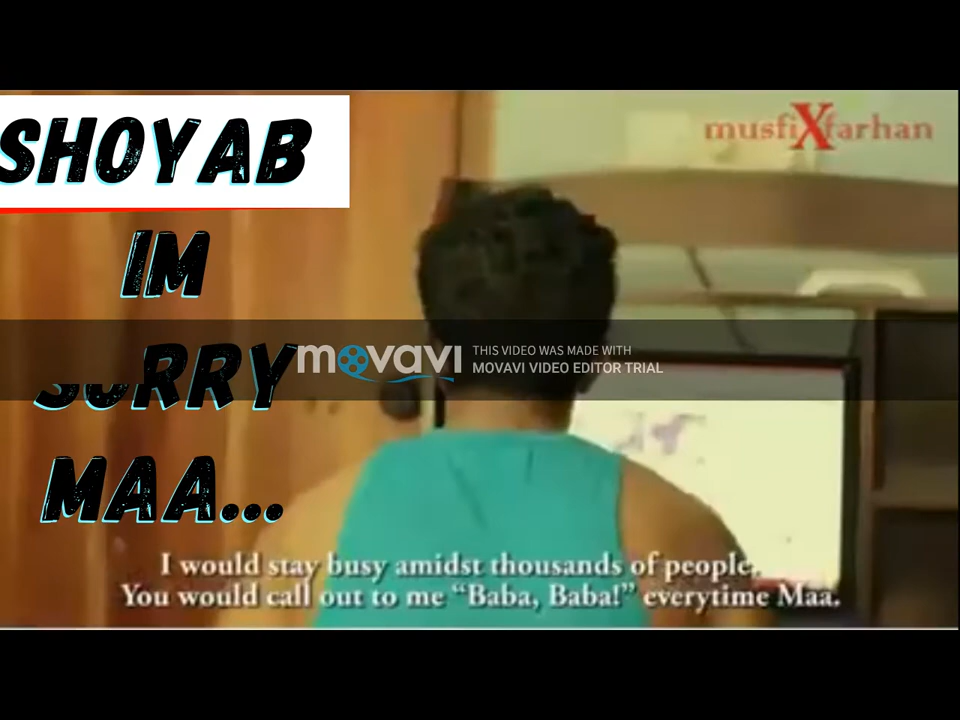 SHOYAB
IM
SORRY
MAA...
musfiXfarhan
movavi
THIS VIDEO WAS MADE WITH
MOVAVI VIDEO EDITOR TRIAL
I would stay busy amidst thousands of people.
You would call out to me “Baba, Baba!” everytime Maa.